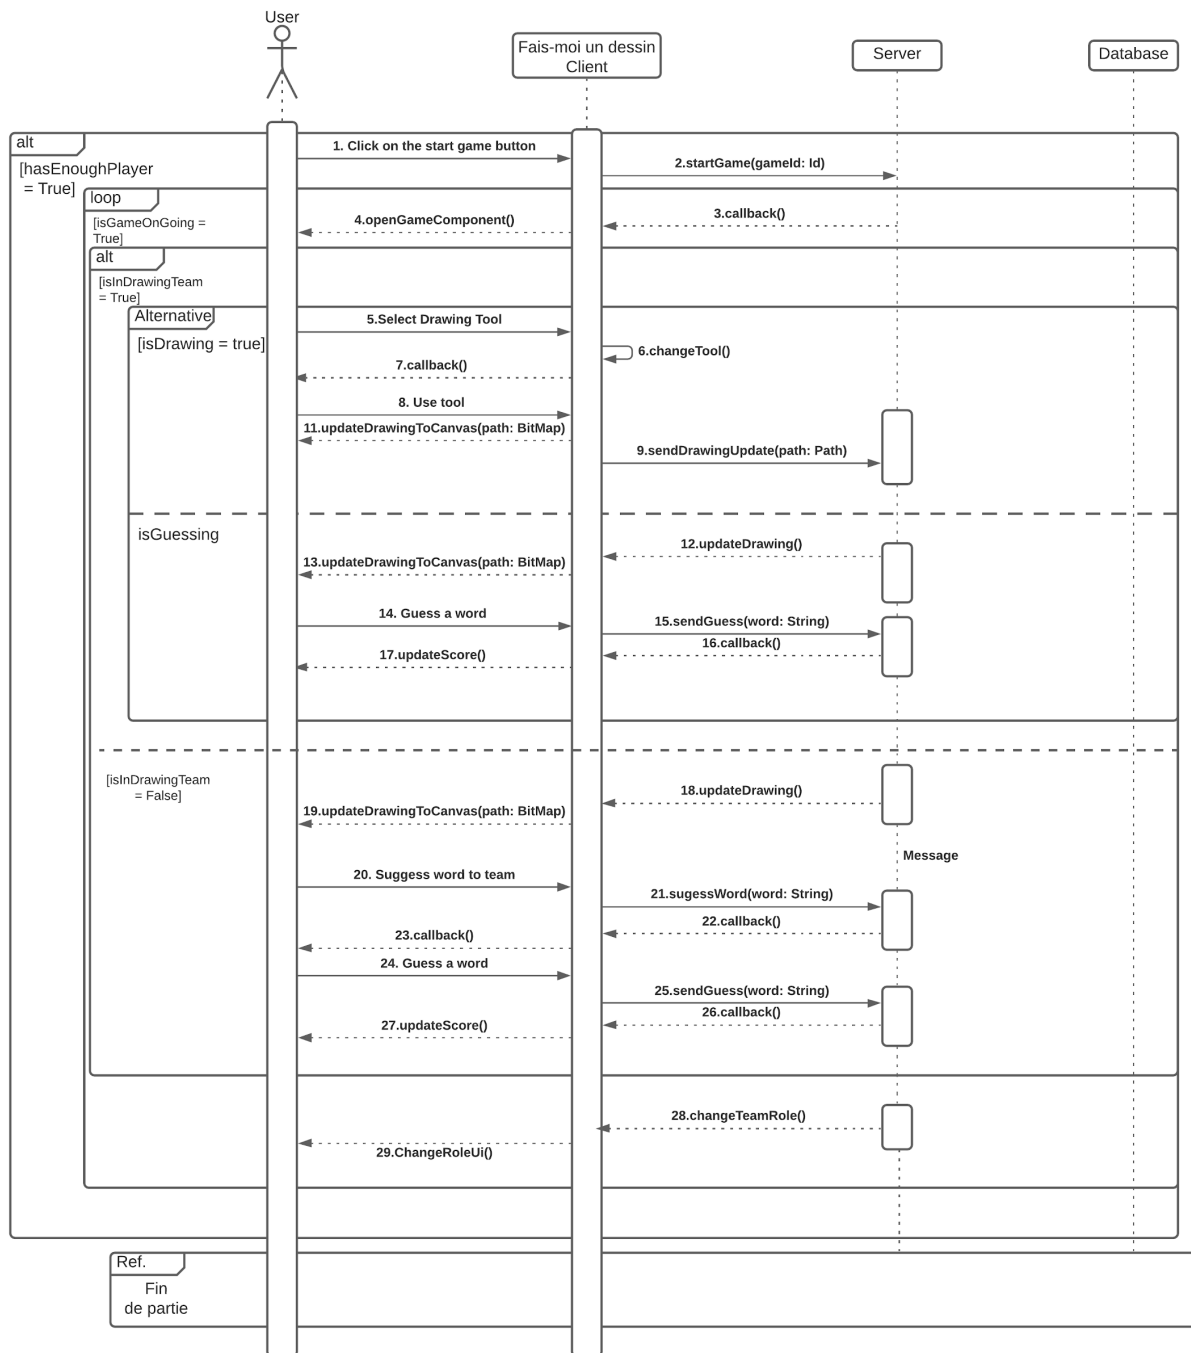 User
Fais-moi un dessin
Client
Server
Database
alt
[hasEnoughPlayer
= True]
1. Click on the start game button
2.startGame(gameId: Id)
loop
[isGameOnGoing =
True]
3.callback()
4.openGameComponent()
alt
[isInDrawingTeam
= True]
Alternative
[isDrawing = true]
5.Select Drawing Tool
6.changeTool()
7.callback()
8. Use tool
11.updateDrawingToCanvas(path: BitMap)
9.sendDrawingUpdate(path: Path)
isGuessing
12.updateDrawing()
13.updateDrawingToCanvas(path: BitMap)
14. Guess a word
15.sendGuess(word: String)
16.callback()
17.updateScore()
[isInDrawingTeam
= False]
18.updateDrawing()
19.updateDrawingToCanvas(path: BitMap)
Message
20. Suggess word to team
21.sugessWord(word: String)
22.callback()
23.callback()
24. Guess a word
25.sendGuess(word: String)
26.callback()
27.updateScore()
28.changeTeamRole()
29.ChangeRoleUi()
Ref.
Fin
de partie